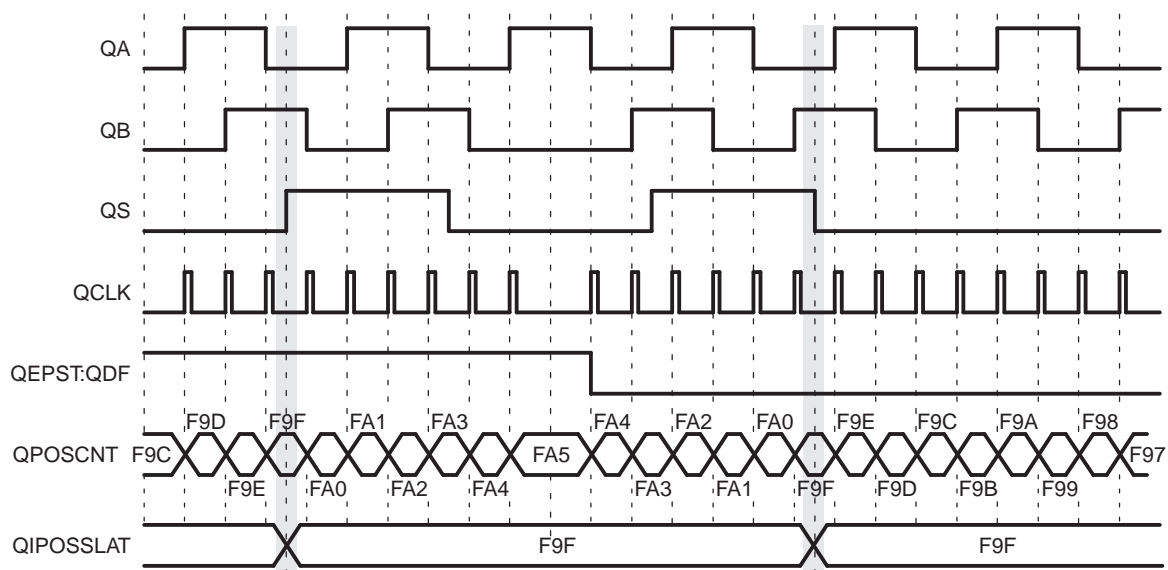 QA
QB
QS
QCLK
QEPST:QDF
F9D F9F FA1 FA3 FA4 FA2 FA0 F9E F9C F9A F98
QPOSCNT F9C FA5 F97
F9E FA0 FA2 FA4 FA3 FA1 F9F F9D F9B F99
QIPOSSLAT F9F F9F